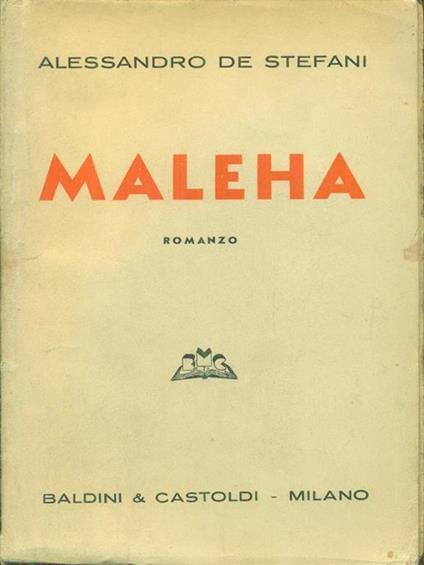 ALESSANDRO DE STEFANI
MALEHA
ROMANZO
BMC
BALDINI & CASTOLDI - MILANO